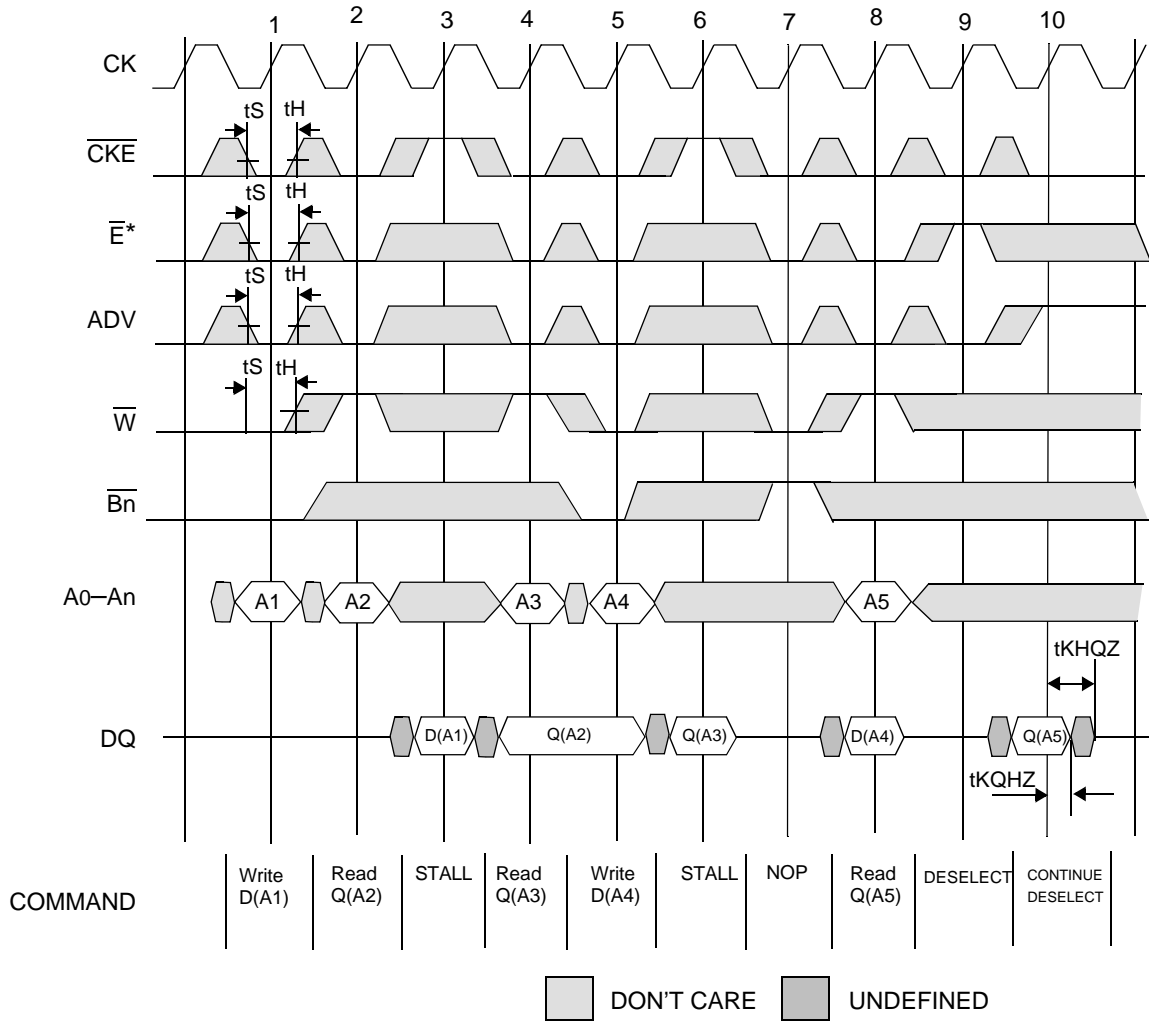 1 2 3 4 5 6 7 8 9 10
CK
tS tH
CKE
tS tH
E*
tS tH
ADV
tS tH
W
Bn
A0–An
A1 A2 A3 A4 A5
tKHQZ
DQ
D(A1) Q(A2) Q(A3) D(A4) Q(A5)
tKQHZ
COMMAND
Write
D(A1)
Read
Q(A2)
STALL
Read
Q(A3)
Write
D(A4)
STALL
NOP
Read
Q(A5)
DESELECT
CONTINUE
DESELECT
DON'T CARE
UNDEFINED